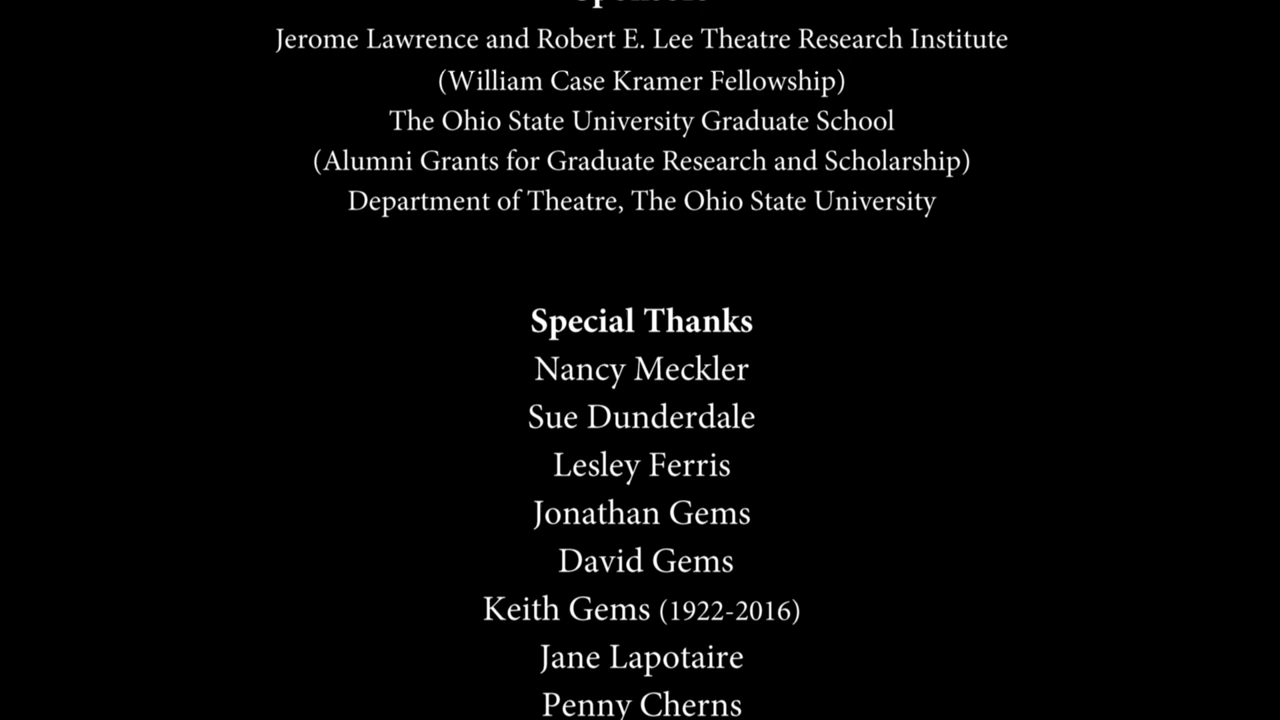 Sponsors
Jerome Lawrence and Robert E. Lee Theatre Research Institute
(William Case Kramer Fellowship)
The Ohio State University Graduate School
(Alumni Grants for Graduate Research and Scholarship)
Department of Theatre, The Ohio State University
Special Thanks
Nancy Meckler
Sue Dunderdale
Lesley Ferris
Jonathan Gems
David Gems
Keith Gems (1922-2016)
Jane Lapotaire
Penny Cherns